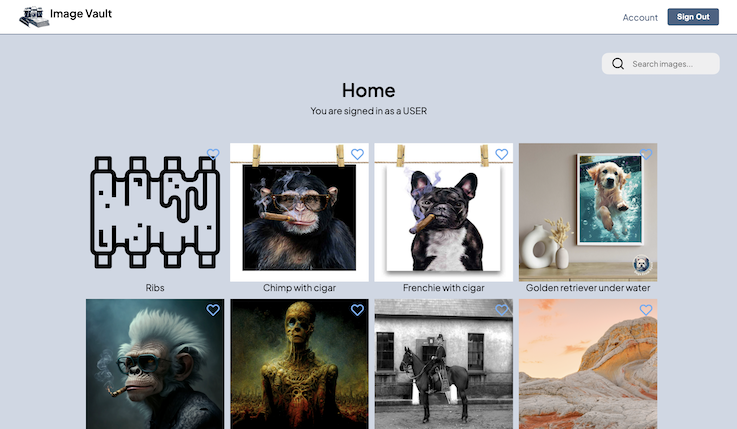 Image Vault
Account
Sign Out
Search images...
Home
You are signed in as a USER
Ribs
Chimp with cigar
Frenchie with cigar
Golden retriever under water